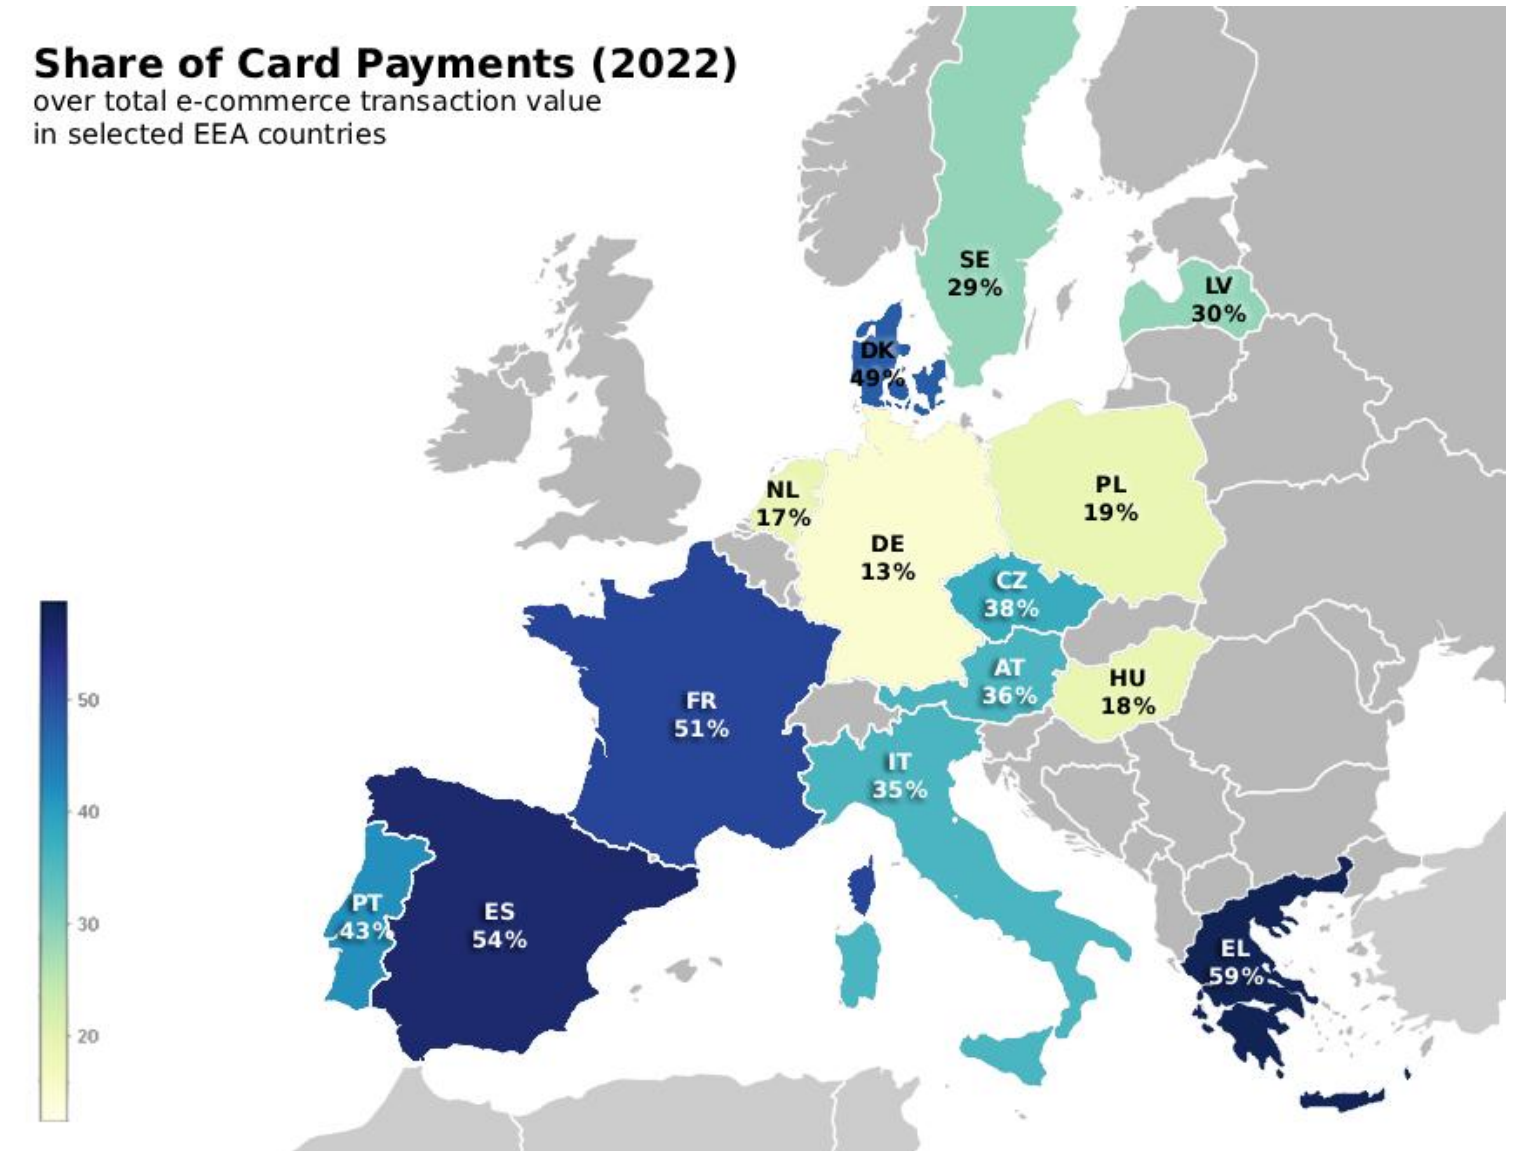 Share of Card Payments (2022)
over total e-commerce transaction value
in selected EEA countries
SE
29%
LV
30%
DK
49%
NL
17%
PL
19%
DE
13%
CZ
38%
AT
36%
HU
18%
FR
51%
IT
35%
PT
43%
ES
54%
EL
59%
50
40
30
20